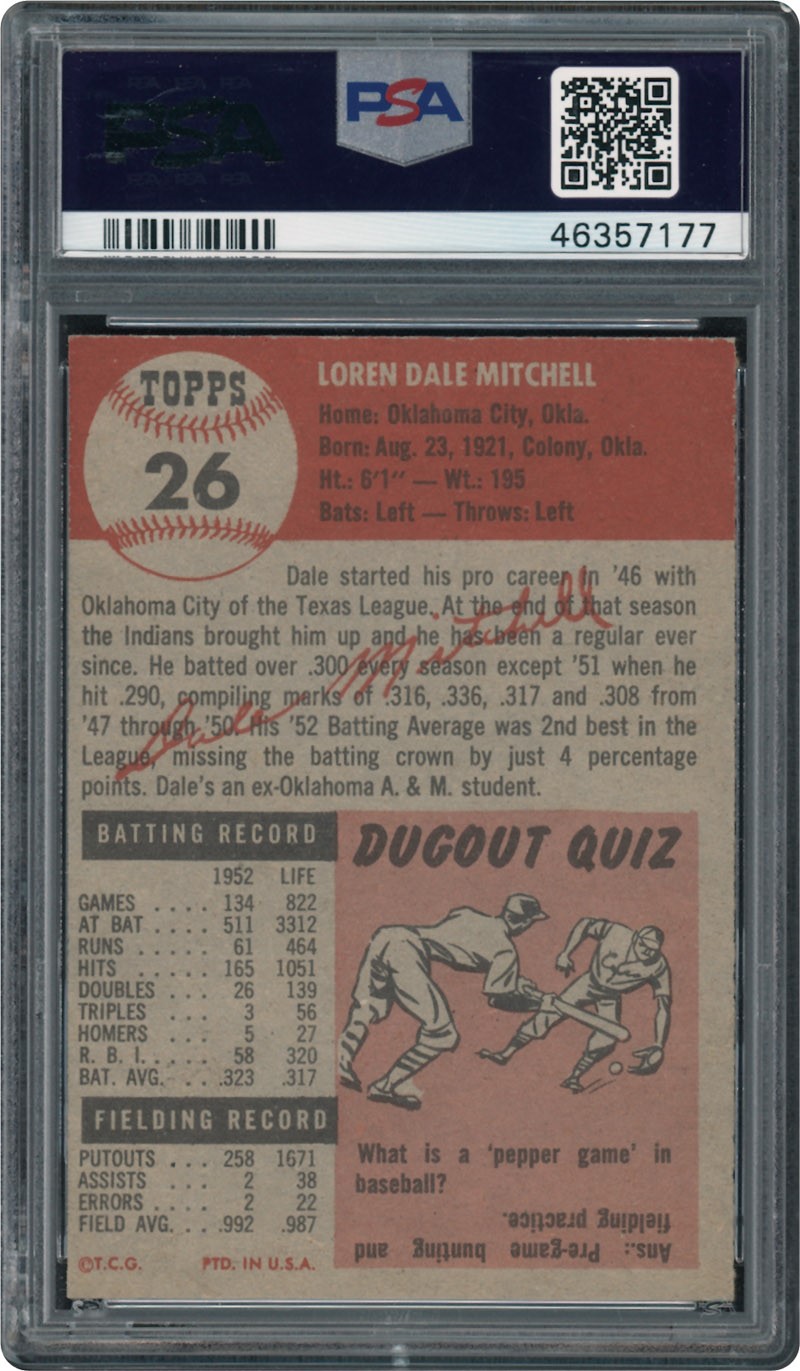 PSA
PSA
46357177
TOPPS
26
LOREN DALE MITCHELL
Home: Oklahoma City, Okla.
Born: Aug. 23, 1921, Colony, Okla.
Ht.: 6'1" — Wt.: 195
Bats: Left — Throws: Left
Dale started his pro career in '46 with
Oklahoma City of the Texas League. At the end of that season
the Indians brought him up and he has been a regular ever
since. He batted over .300 every season except '51 when he
hit .290, compiling marks of .316, .336, .317 and .308 from
'47 through '50. His '52 Batting Average was 2nd best in the
League, missing the batting crown by just 4 percentage
points. Dale's an ex-Oklahoma A. & M. student.
Dale Mitchell
BATTING RECORD
1952 LIFE
GAMES .... 134 822
AT BAT .... 511 3312
RUNS ..... 61 464
HITS ..... 165 1051
DOUBLES ... 26 139
TRIPLES ... 3 56
HOMERS ... 5 27
R. B. I. .... 58 320
BAT. AVG. .. .323 .317
FIELDING RECORD
PUTOUTS ... 258 1671
ASSISTS ... 2 38
ERRORS ... 2 22
FIELD AVG. .. .992 .987
©T.C.G. PTD. IN U.S.A.
DUGOUT QUIZ
What is a 'pepper game' in
baseball?
Ans.: Pre-game bunting and
fielding practice.